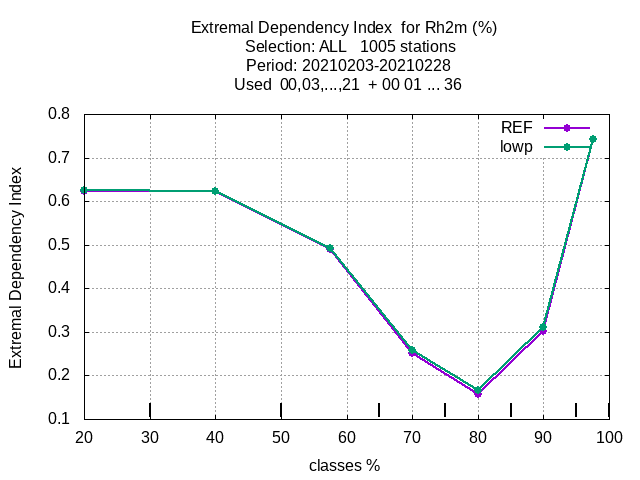 Extremal Dependency Index  for Rh2m (%)
Selection: ALL   1005 stations
Period: 20210203-20210228
Used  00,03,...,21  + 00 01 ... 36
REF
lowp
Extremal Dependency Index
0.8
0.7
0.6
0.5
0.4
0.3
0.2
0.1
20 30 40 50 60 70 80 90 100
classes %